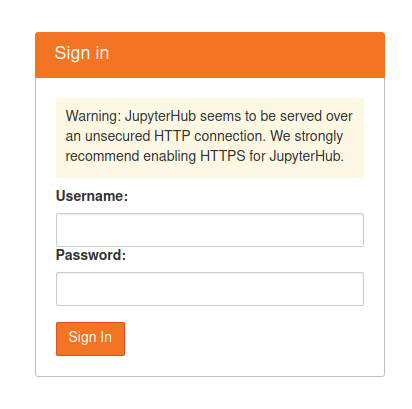 Sign in
Warning: JupyterHub seems to be served over
an unsecured HTTP connection. We strongly
recommend enabling HTTPS for JupyterHub.
Username:
Password:
Sign In